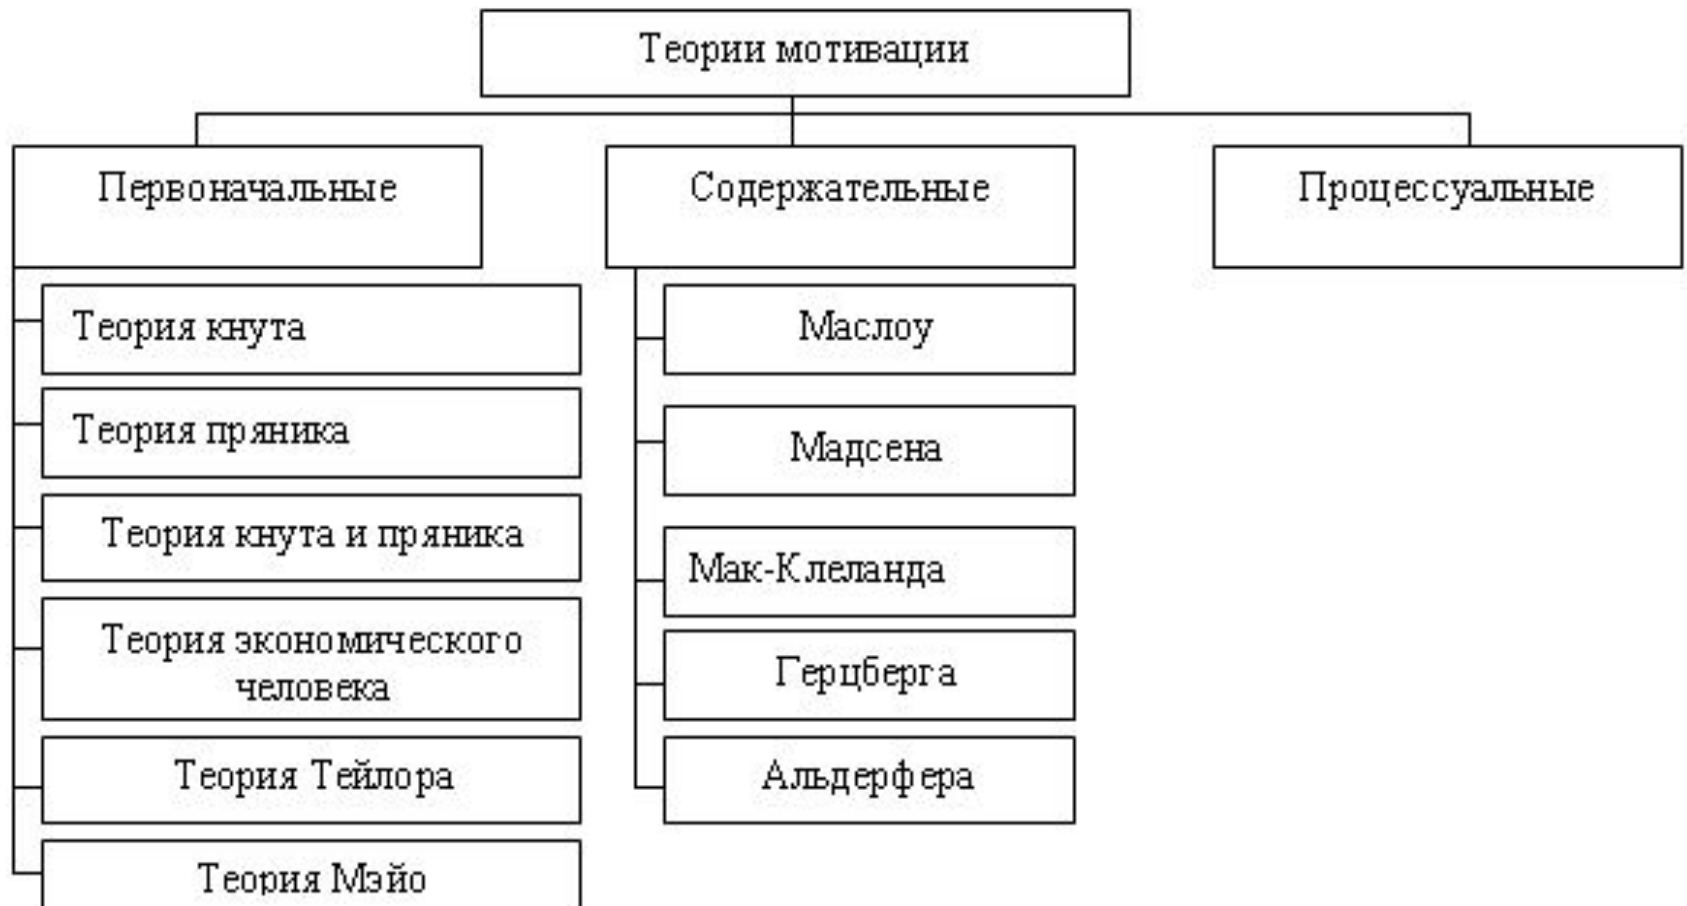 Теории мотивации
Первоначальные
Содержательные
Процессуальные
Теория кнута
Теория пряника
Теория кнута и пряника
Теория экономического
человека
Теория Тейлора
Теория Мэйо
Маслоу
Мадсена
Мак-Клеланда
Герцберга
Альдерфера